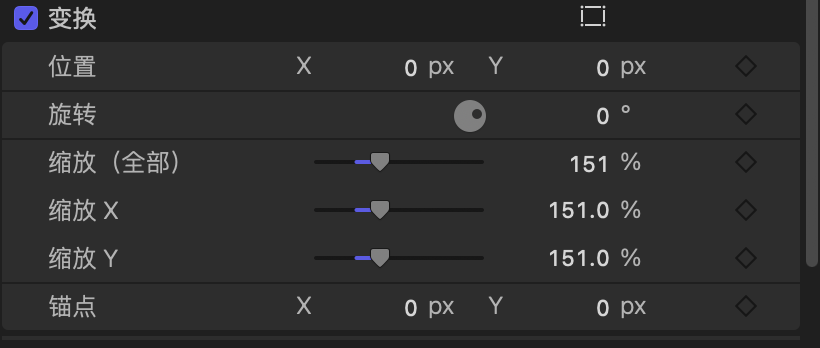 变换
位置 X 0 px Y 0 px
旋转 0 °
缩放（全部） 151 %
缩放 X 151.0 %
缩放 Y 151.0 %
锚点 X 0 px Y 0 px